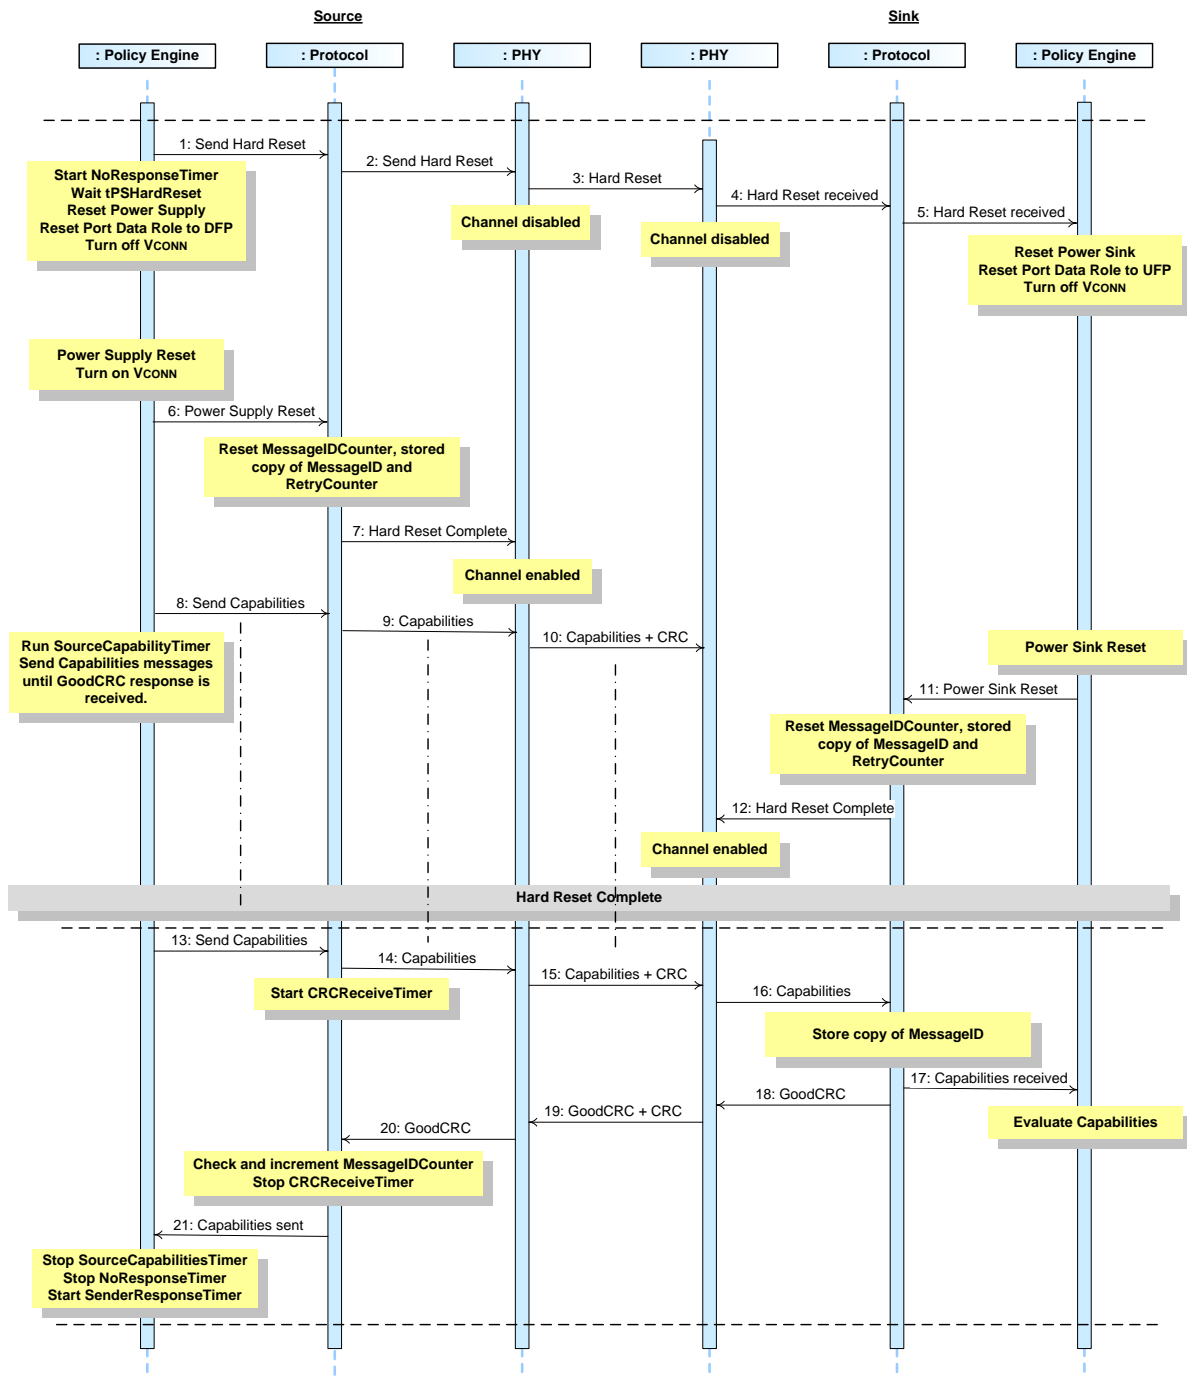 Source
Sink
: Policy Engine
: Protocol
: PHY
: PHY
: Protocol
: Policy Engine
1: Send Hard Reset
2: Send Hard Reset
3: Hard Reset
4: Hard Reset received
5: Hard Reset received
Start NoResponseTimer
Wait tPSHardReset
Reset Power Supply
Reset Port Data Role to DFP
Turn off VCONN
Channel disabled
Channel disabled
Reset Power Sink
Reset Port Data Role to UFP
Turn off VCONN
Power Supply Reset
Turn on VCONN
6: Power Supply Reset
Reset MessageIDCounter, stored
copy of MessageID and
RetryCounter
7: Hard Reset Complete
Channel enabled
8: Send Capabilities
9: Capabilities
10: Capabilities + CRC
Run SourceCapabilityTimer
Send Capabilities messages
until GoodCRC response is
received.
Power Sink Reset
11: Power Sink Reset
Reset MessageIDCounter, stored
copy of MessageID and
RetryCounter
12: Hard Reset Complete
Channel enabled
Hard Reset Complete
13: Send Capabilities
14: Capabilities
15: Capabilities + CRC
16: Capabilities
Start CRCReceiveTimer
Store copy of MessageID
17: Capabilities received
18: GoodCRC
19: GoodCRC + CRC
20: GoodCRC
Evaluate Capabilities
Check and increment MessageIDCounter
Stop CRCReceiveTimer
21: Capabilities sent
Stop SourceCapabilitiesTimer
Stop NoResponseTimer
Start SenderResponseTimer